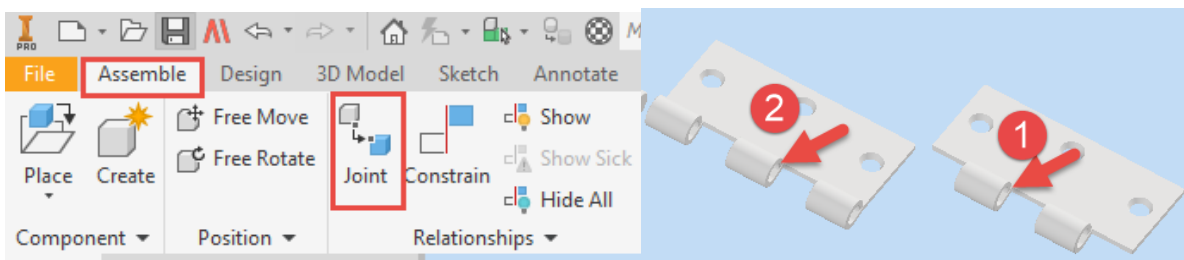 PRO M
File Assemble Design 3D Model Sketch Annotate
Free Move
Free Rotate
Place Create Joint Constrain
Show
Show Sick
Hide All
Component Position Relationships
2
1